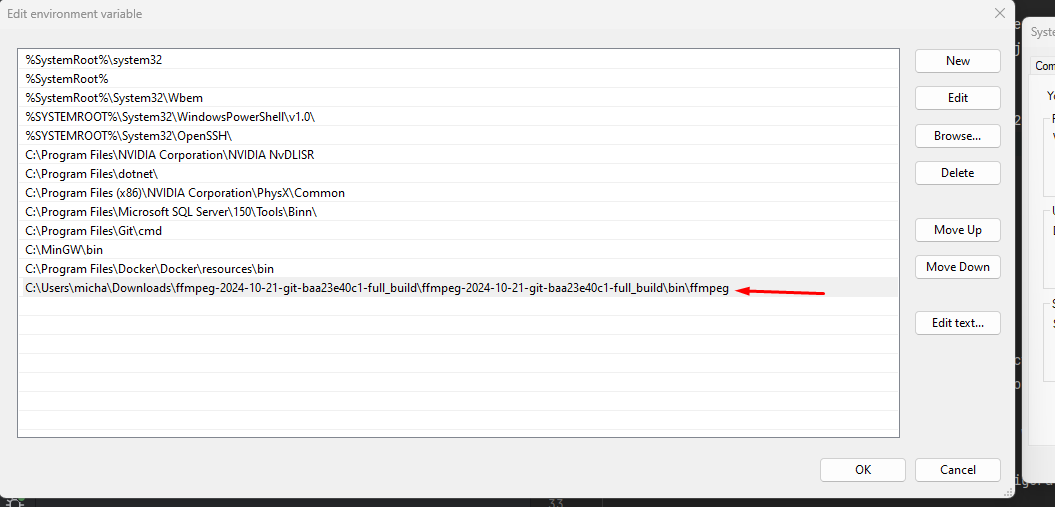 Edit environment variable
%SystemRoot%\system32
%SystemRoot%
%SystemRoot%\System32\Wbem
%SYSTEMROOT%\System32\WindowsPowerShell\v1.0\
%SYSTEMROOT%\System32\OpenSSH\
C:\Program Files\NVIDIA Corporation\NVIDIA NvDLISR
C:\Program Files\dotnet\
C:\Program Files (x86)\NVIDIA Corporation\PhysX\Common
C:\Program Files\Microsoft SQL Server\150\Tools\Binn\
C:\Program Files\Git\cmd
C:\MinGW\bin
C:\Program Files\Docker\Docker\resources\bin
C:\Users\micha\Downloads\ffmpeg-2024-10-21-git-baa23e40c1-full_build\ffmpeg-2024-10-21-git-baa23e40c1-full_build\bin\ffmpeg
New
Edit
Browse...
Delete
Move Up
Move Down
Edit text...
OK
Cancel
Syste
Com
33